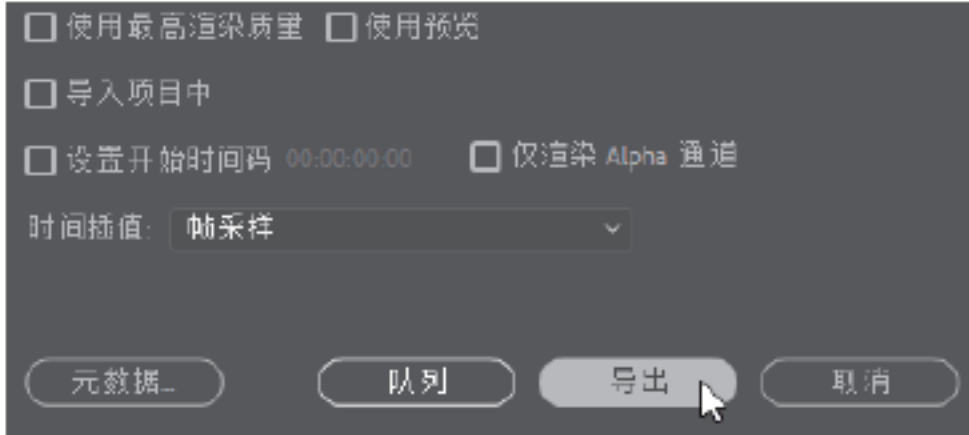 使用最高渲染质量 使用预览
导入项目中
设置开始时间码 00:00:00:00 仅渲染 Alpha 通道
时间插值: 帧采样
元数据... 队列 导出 取消